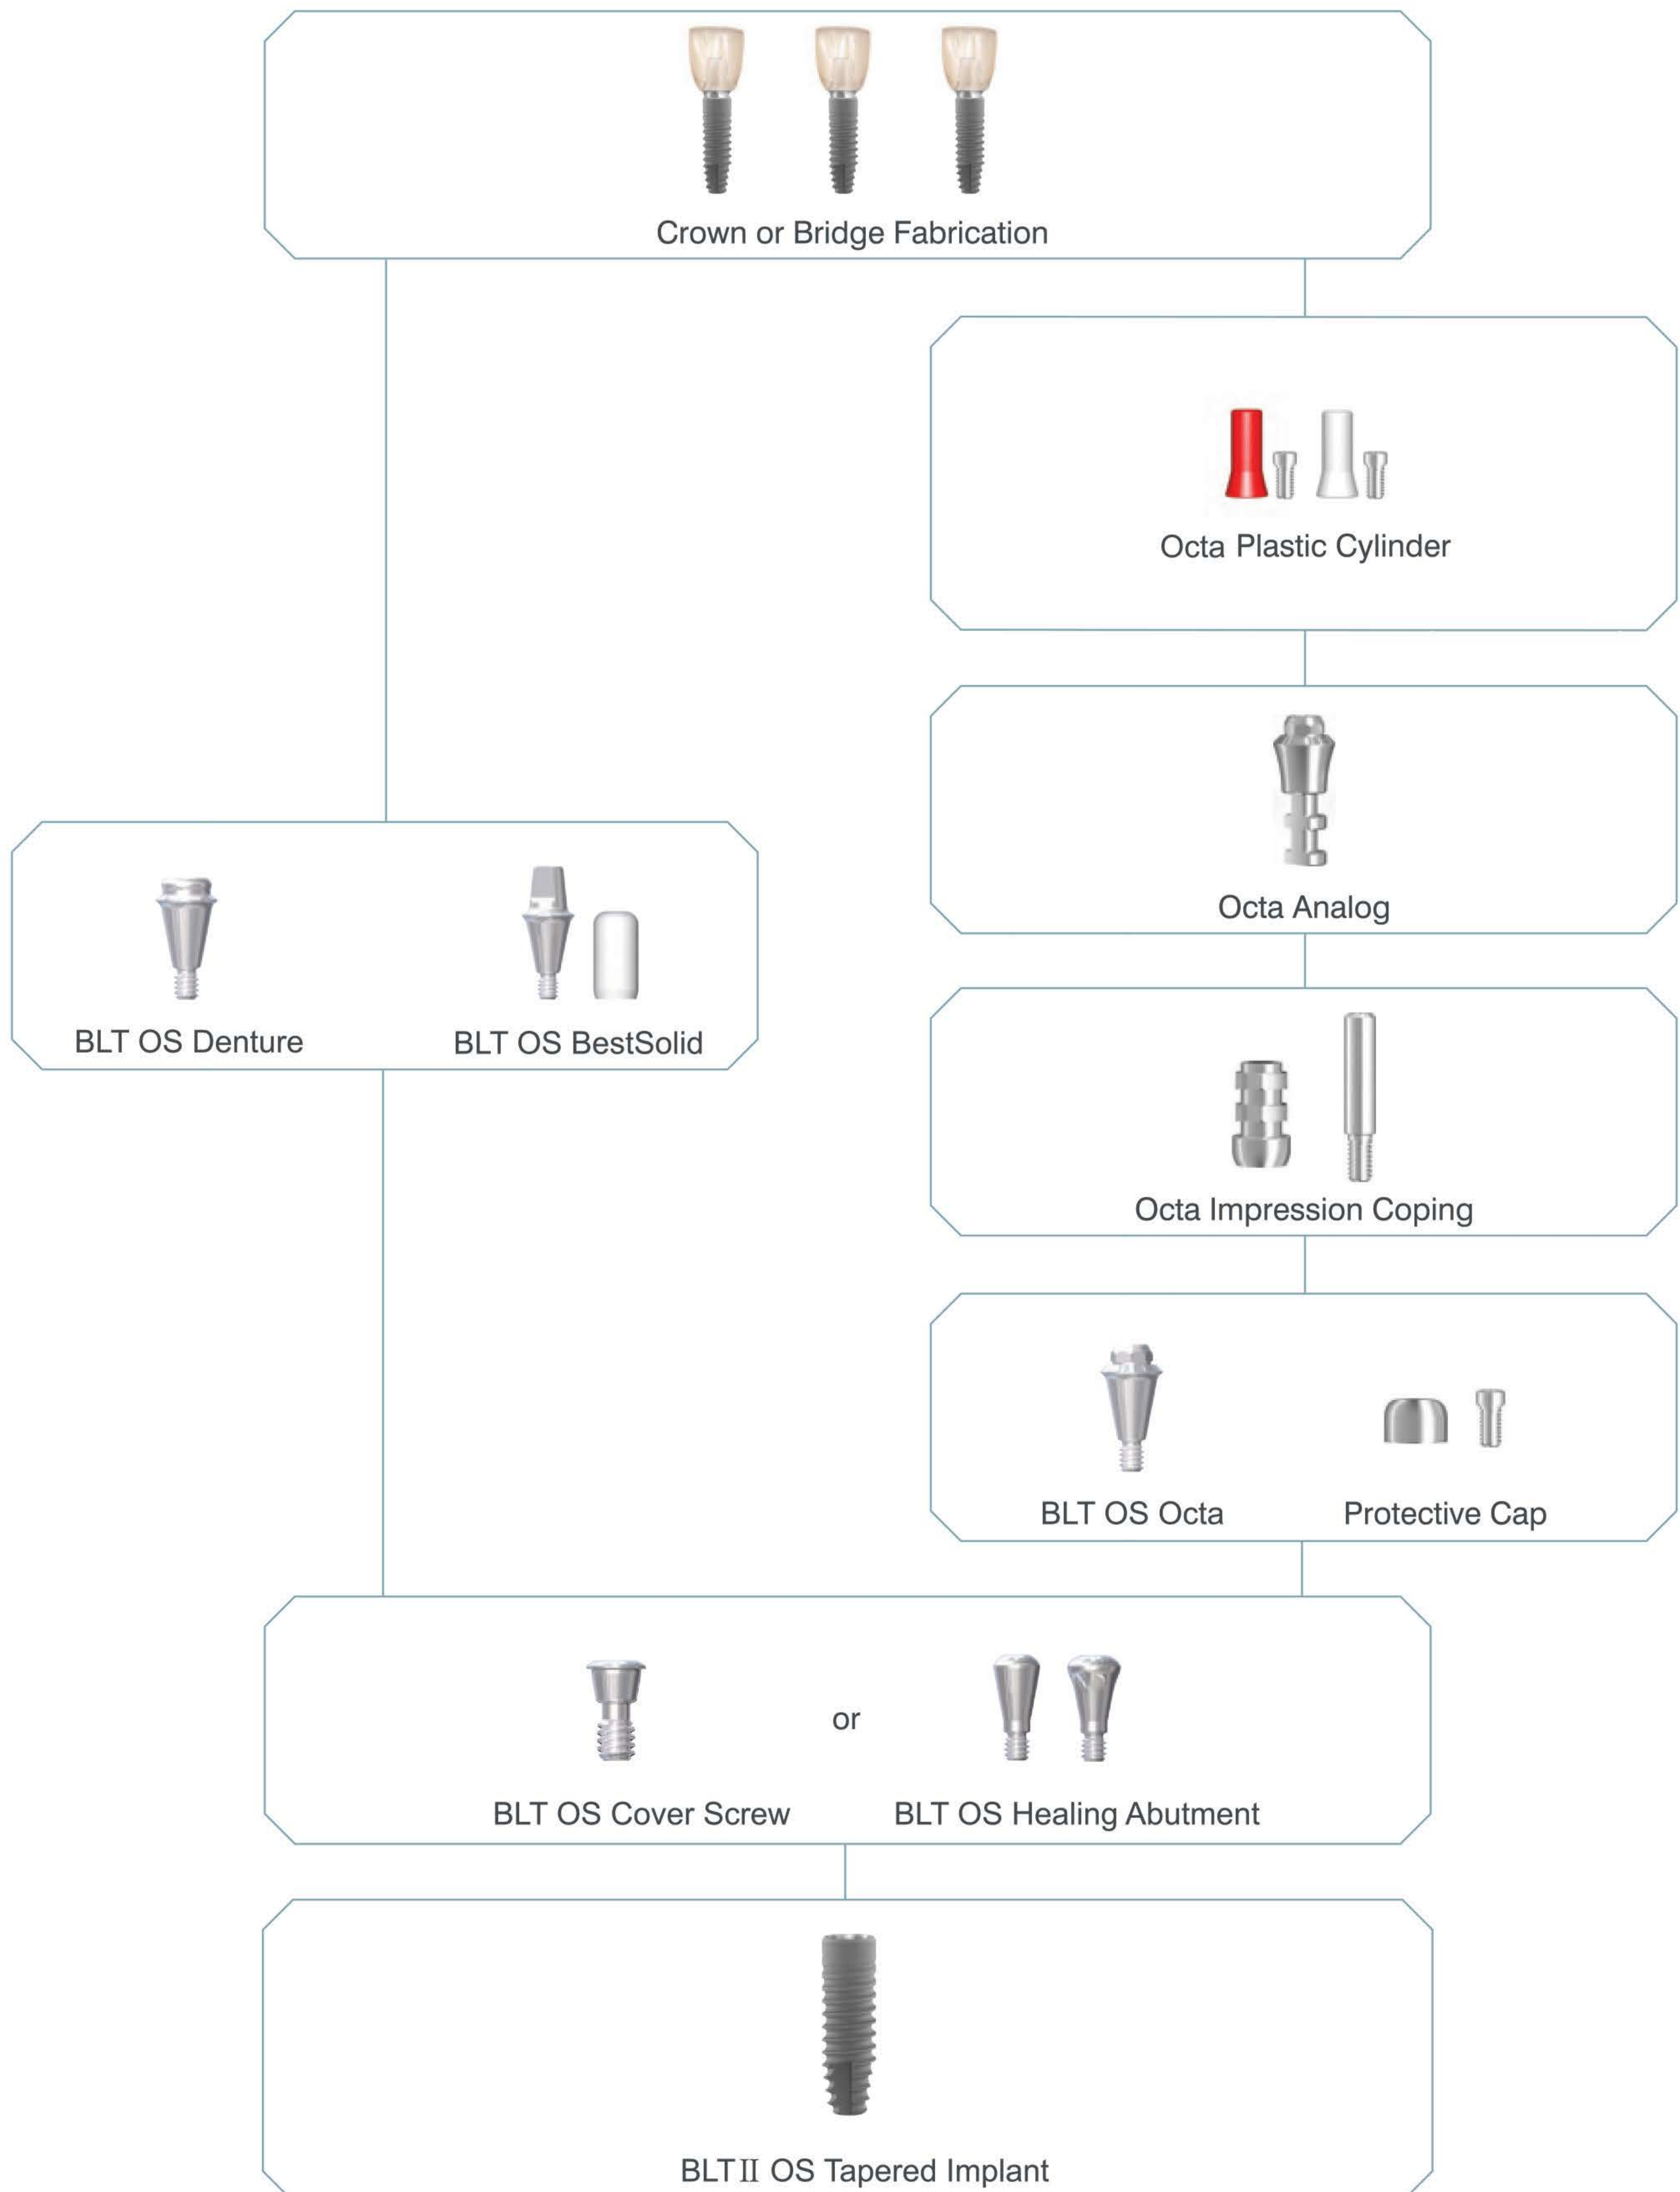 Crown or Bridge Fabrication
Octa Plastic Cylinder
Octa Analog
BLT OS Denture
BLT OS BestSolid
Octa Impression Coping
BLT OS Octa
Protective Cap
or
BLT OS Cover Screw
BLT OS Healing Abutment
BLTⅡ OS Tapered Implant